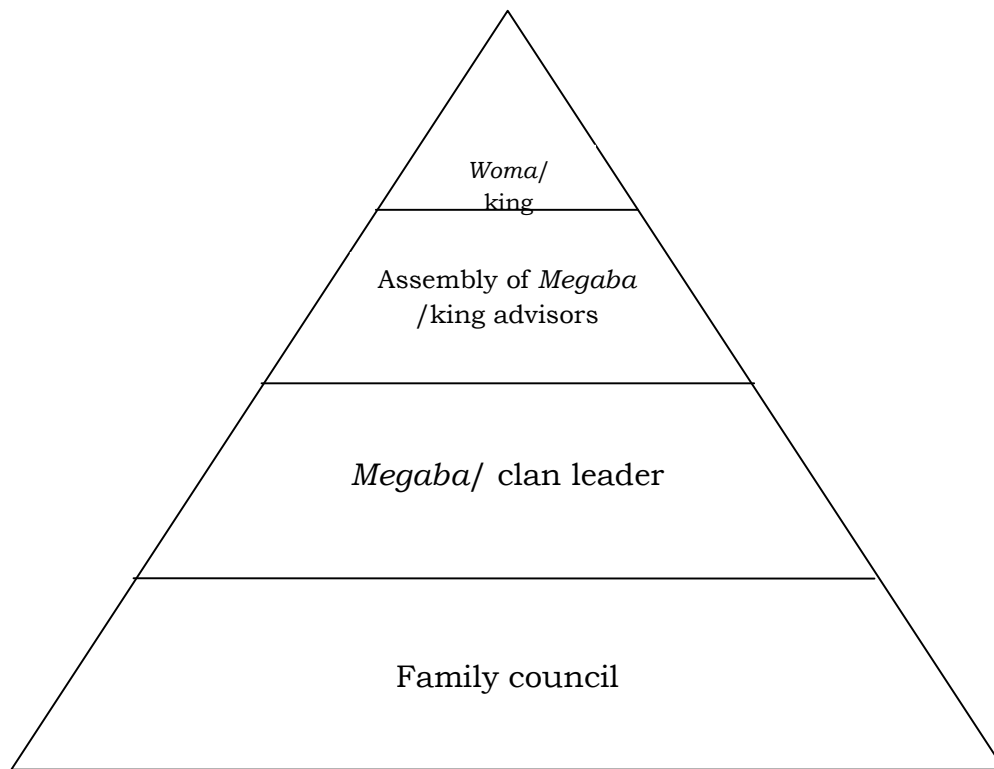 Woma/
king
Assembly of Megaba
/king advisors
Megaba/ clan leader
Family council